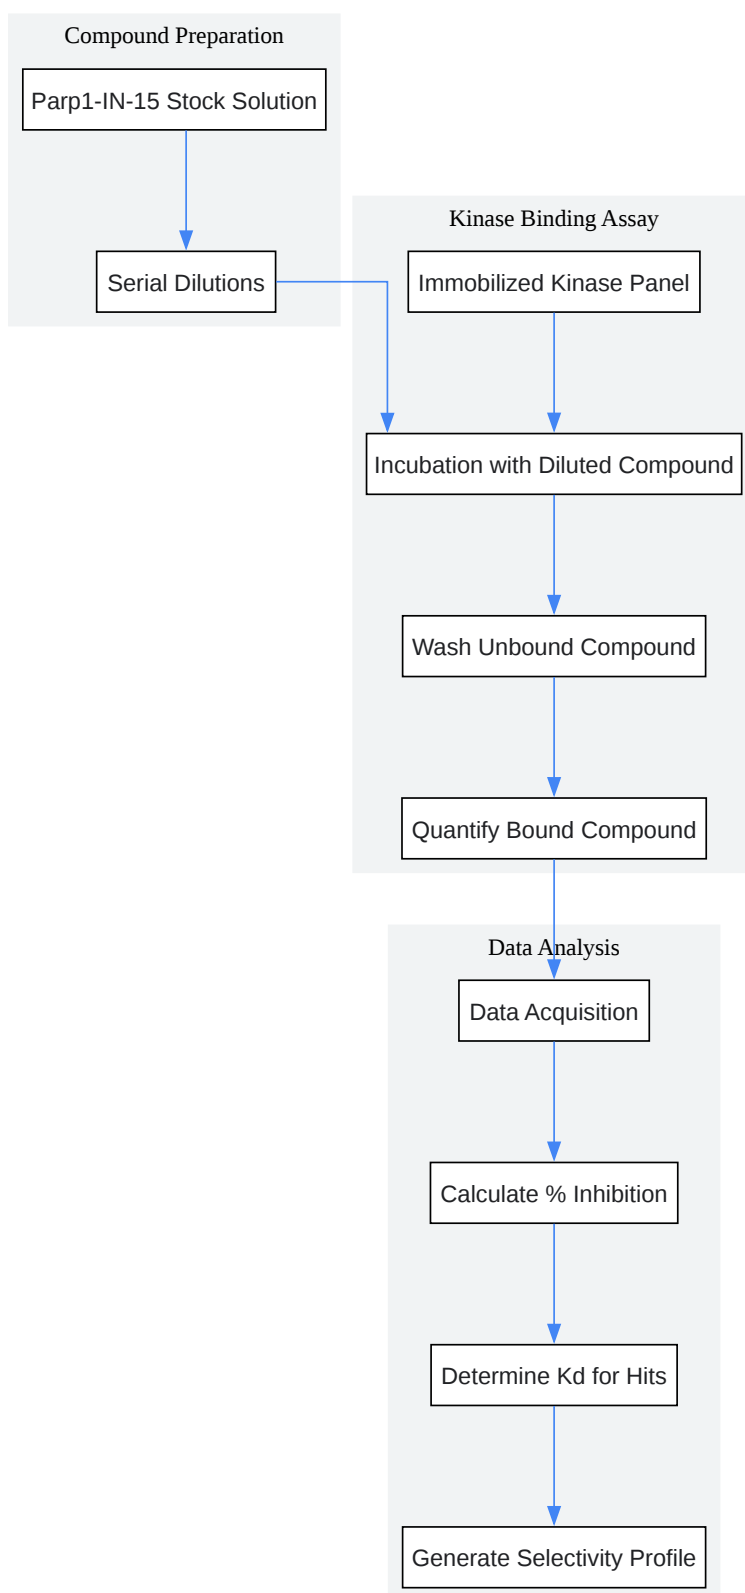 Compound Preparation
Parp1-IN-15 Stock Solution
Serial Dilutions
Kinase Binding Assay
Immobilized Kinase Panel
Incubation with Diluted Compound
Wash Unbound Compound
Quantify Bound Compound
Data Analysis
Data Acquisition
Calculate % Inhibition
Determine Kd for Hits
Generate Selectivity Profile